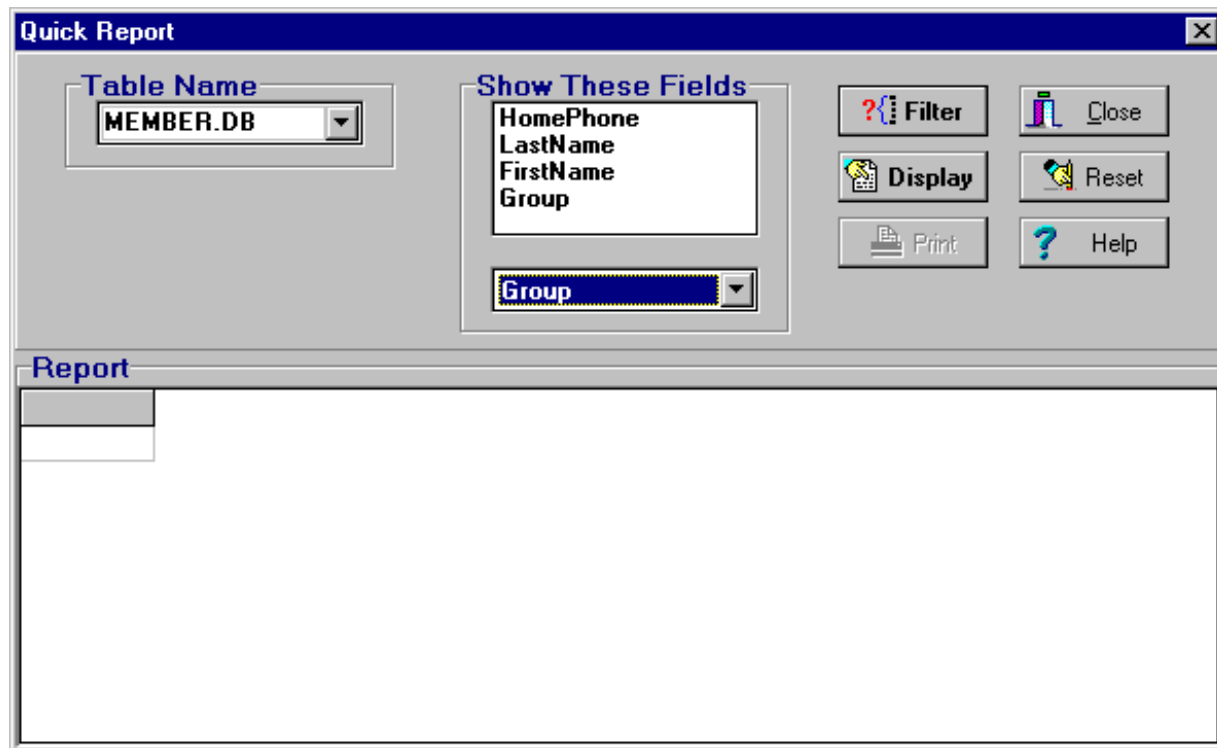 Quick Report
Table Name
MEMBER.DB
Show These Fields
HomePhone
LastName
FirstName
Group
Group
?{ Filter
Close
Display
Reset
Print
? Help
Report